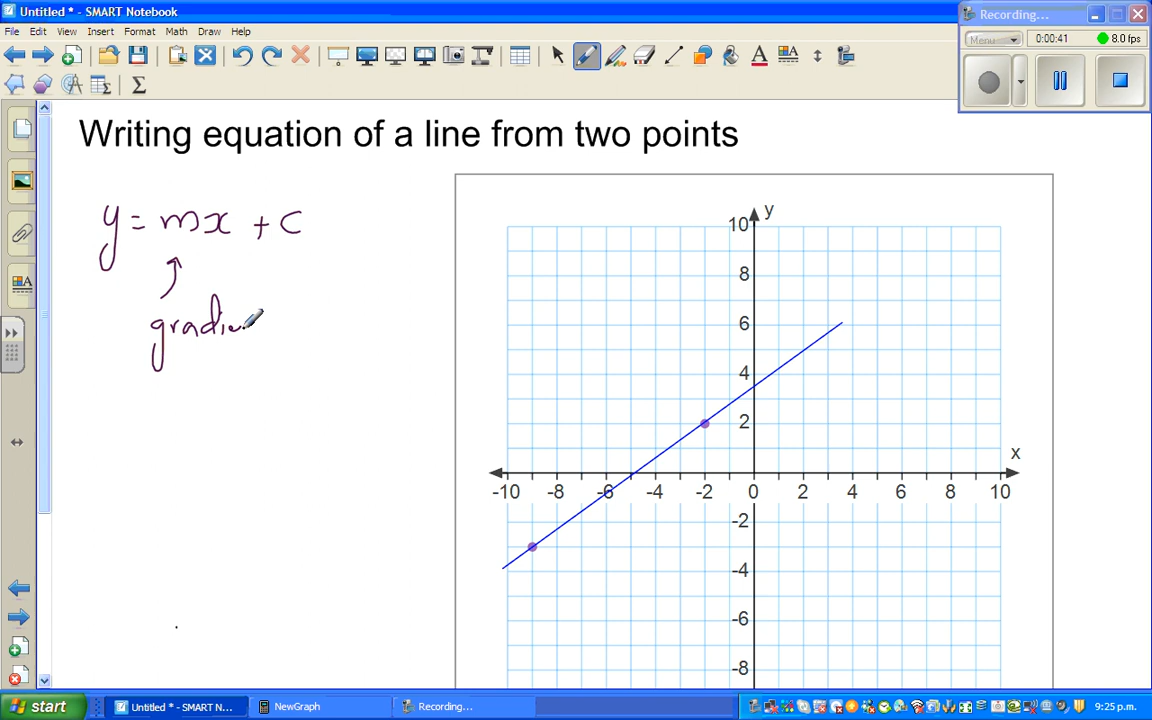 Untitled * - SMART Notebook
Recording...
File Edit View Insert Format Math Draw Help
Menu
0:00:41
8.0 fps
Writing equation of a line from two points
y = mx + c
gradie
y
10
8
6
4
2
x
-10 -8 -6 -4 -2 0 2 4 6 8 10
-2
-4
-6
-8
start
Untitled * - SMART N...
NewGraph
Recording...
9:25 p.m.